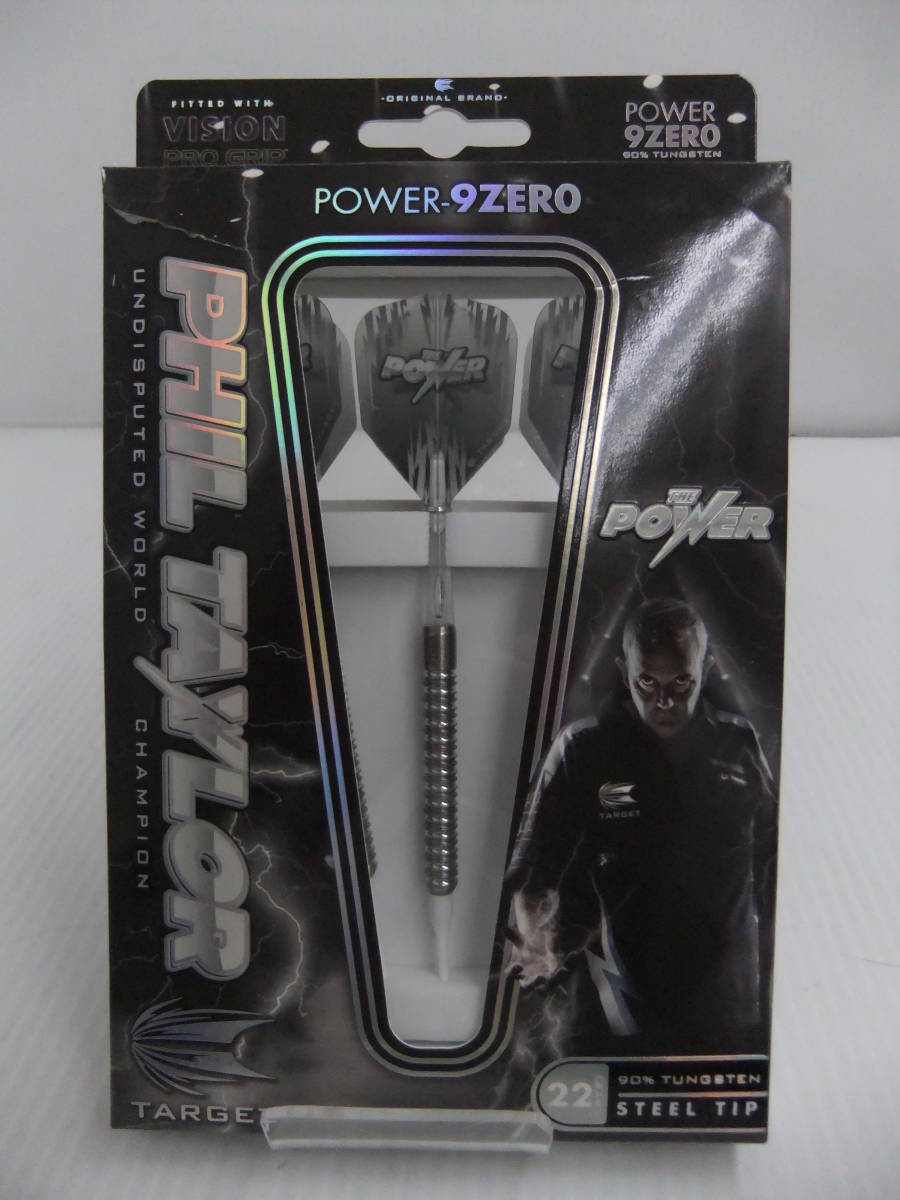 FITTED WITH
VISION
PRO GRIP
-ORIGINAL BRAND-
POWER
9ZERO
90% TUNGSTEN
POWER-9ZERO
PHIL TAYLOR
UNDISPUTED WORLD CHAMPION
THE
POWER
THE
POWER
TARGET
TARGET
22
90% TUNGSTEN
STEEL TIP